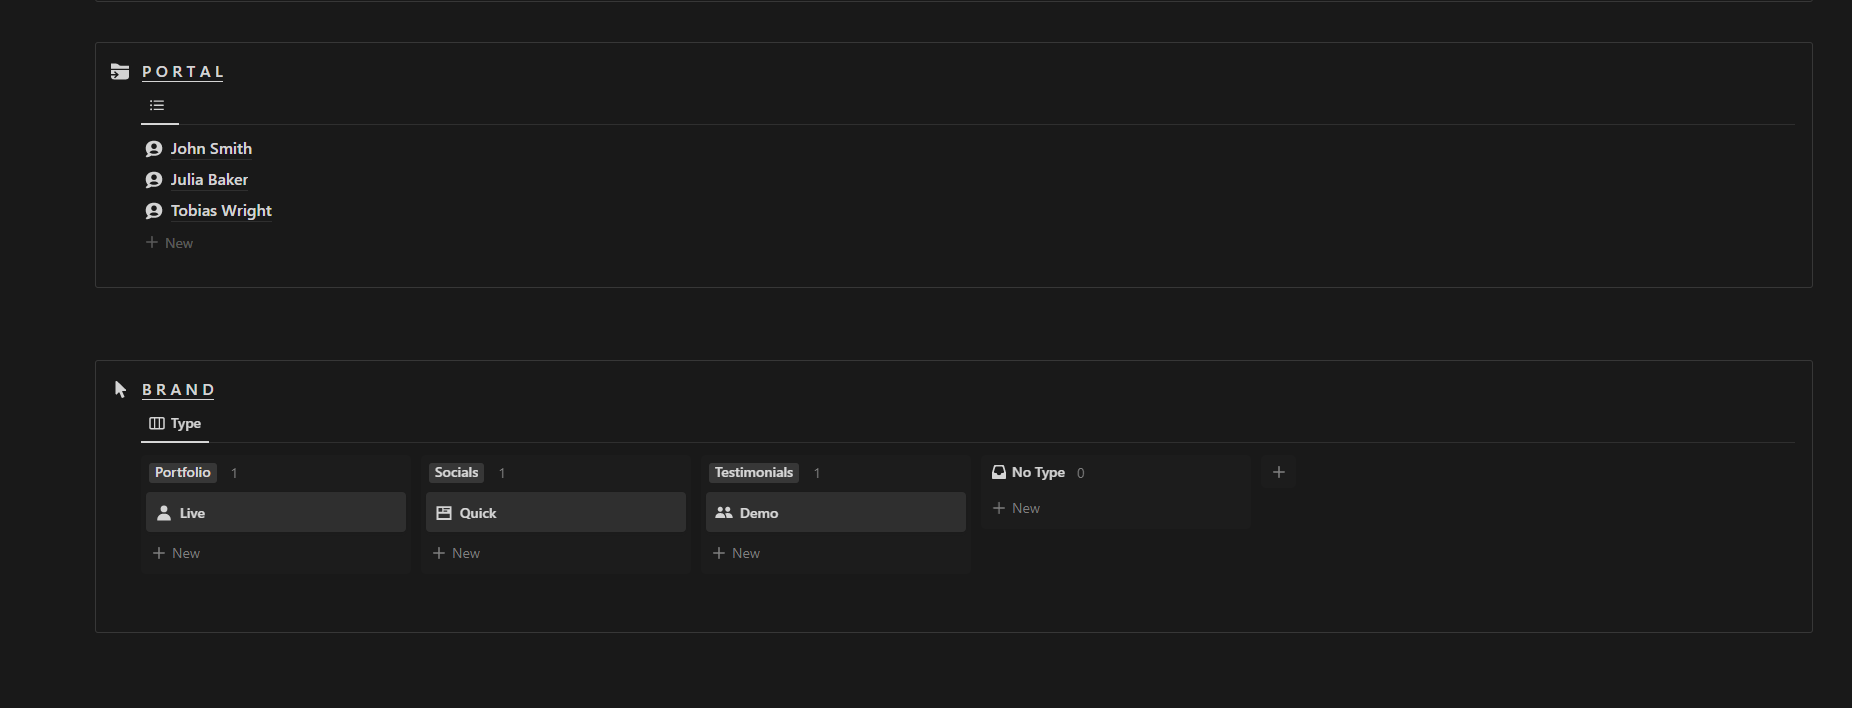 PORTAL
John Smith
Julia Baker
Tobias Wright
+ New
BRAND
Type
Portfolio 1
Live
+ New
Socials 1
Quick
+ New
Testimonials 1
Demo
+ New
No Type 0
+ New
+